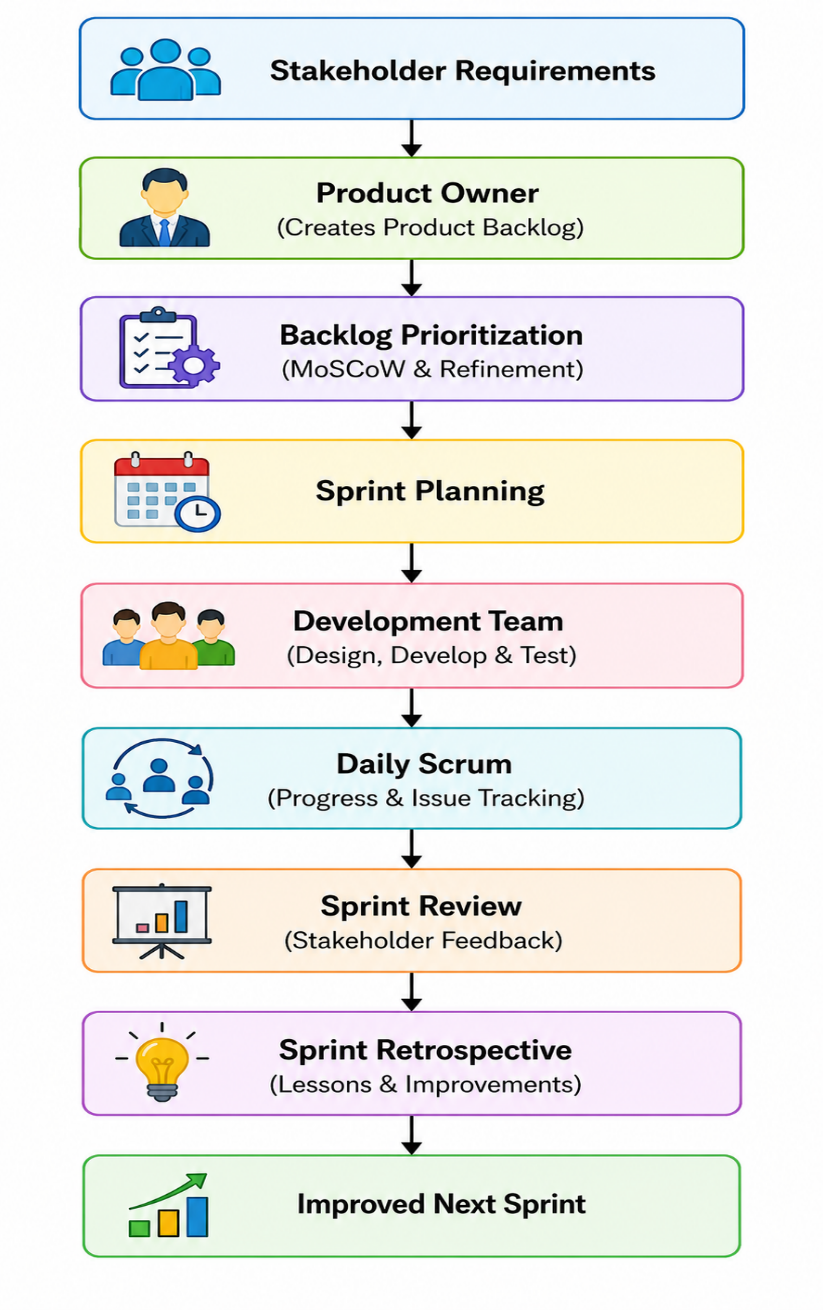 Stakeholder Requirements
Product Owner
(Creates Product Backlog)
Backlog Prioritization
(MoSCoW & Refinement)
Sprint Planning
Development Team
(Design, Develop & Test)
Daily Scrum
(Progress & Issue Tracking)
Sprint Review
(Stakeholder Feedback)
Sprint Retrospective
(Lessons & Improvements)
Improved Next Sprint